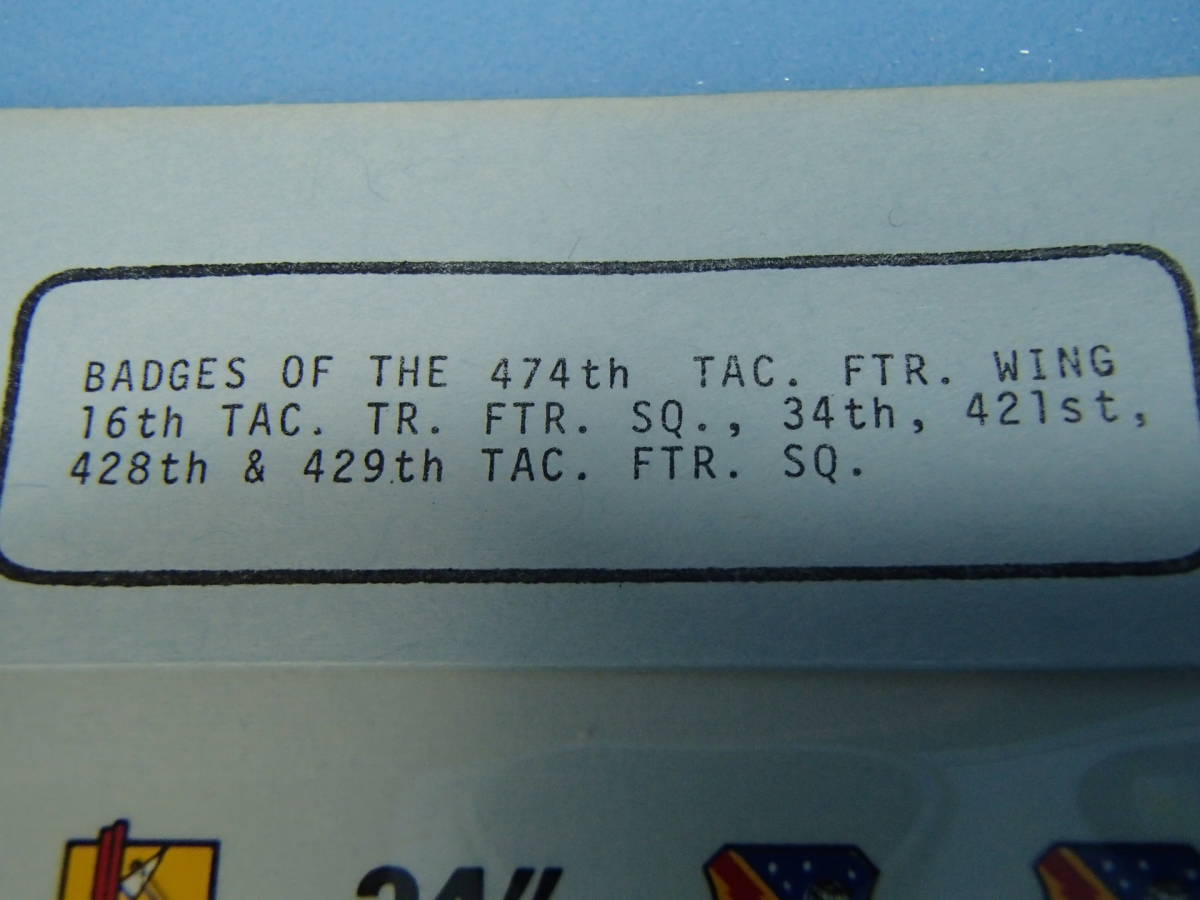 BADGES OF THE 474th TAC. FTR. WING
16th TAC. TR. FTR. SQ., 34th, 421st,
428th & 429th TAC. FTR. SQ.